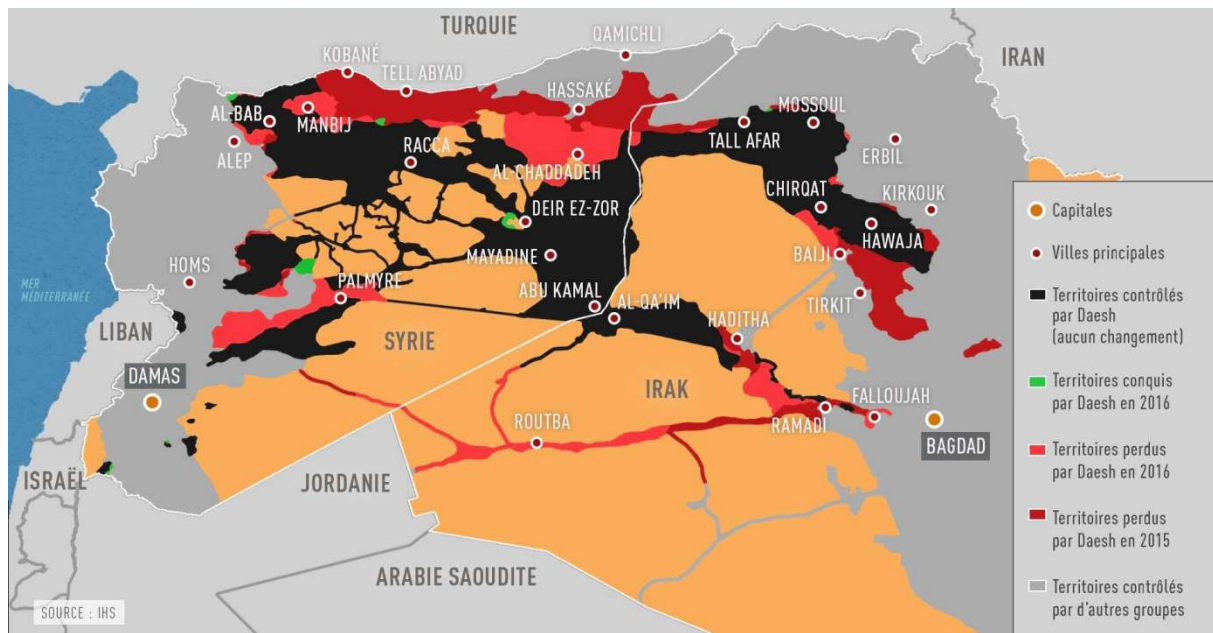 TURQUIE
QAMICHLI
IRAN
KOBANÉ
TELL ABYAD
HASSAKÉ
MOSSOUL
AL-BAB
MANBIJ
TALL AFAR
ALEP
RACCA
AL-CHADDADEH
ERBIL
CHIRQAT
KIRKOUK
DEIR EZ-ZOR
HAWAJA
MAYADINE
BAIJI
HOMS
PALMYRE
MER
MÉDITERRANÉE
ABU KAMAL
AL-QA'IM
TIRKIT
HADITHA
LIBAN
SYRIE
DAMAS
IRAK
FALLOUJAH
ROUTBA
RAMADI
BAGDAD
ISRAËL
JORDANIE
ARABIE SAOUDITE
SOURCE : IHS
Capitales
Villes principales
Territoires contrôlés
par Daesh
(aucun changement)
Territoires conquis
par Daesh en 2016
Territoires perdus
par Daesh en 2016
Territoires perdus
par Daesh en 2015
Territoires contrôlés
par d'autres groupes